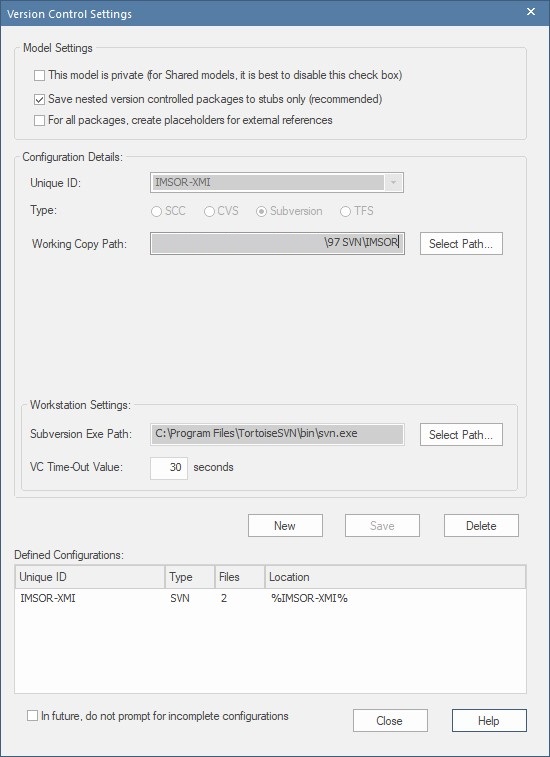 Version Control Settings
Model Settings
This model is private (for Shared models, it is best to disable this check box)
Save nested version controlled packages to stubs only (recommended)
For all packages, create placeholders for external references
Configuration Details:
Unique ID: IMSOR-XMI
Type: SCC CVS Subversion TFS
Working Copy Path: \97 SVN\IMSOR Select Path...
Workstation Settings:
Subversion Exe Path: C:\Program Files\TortoiseSVN\bin\svn.exe Select Path...
VC Time-Out Value: 30 seconds
New Save Delete
Defined Configurations:
Unique ID Type Files Location
IMSOR-XMI SVN 2 %IMSOR-XMI%
In future, do not prompt for incomplete configurations
Close Help